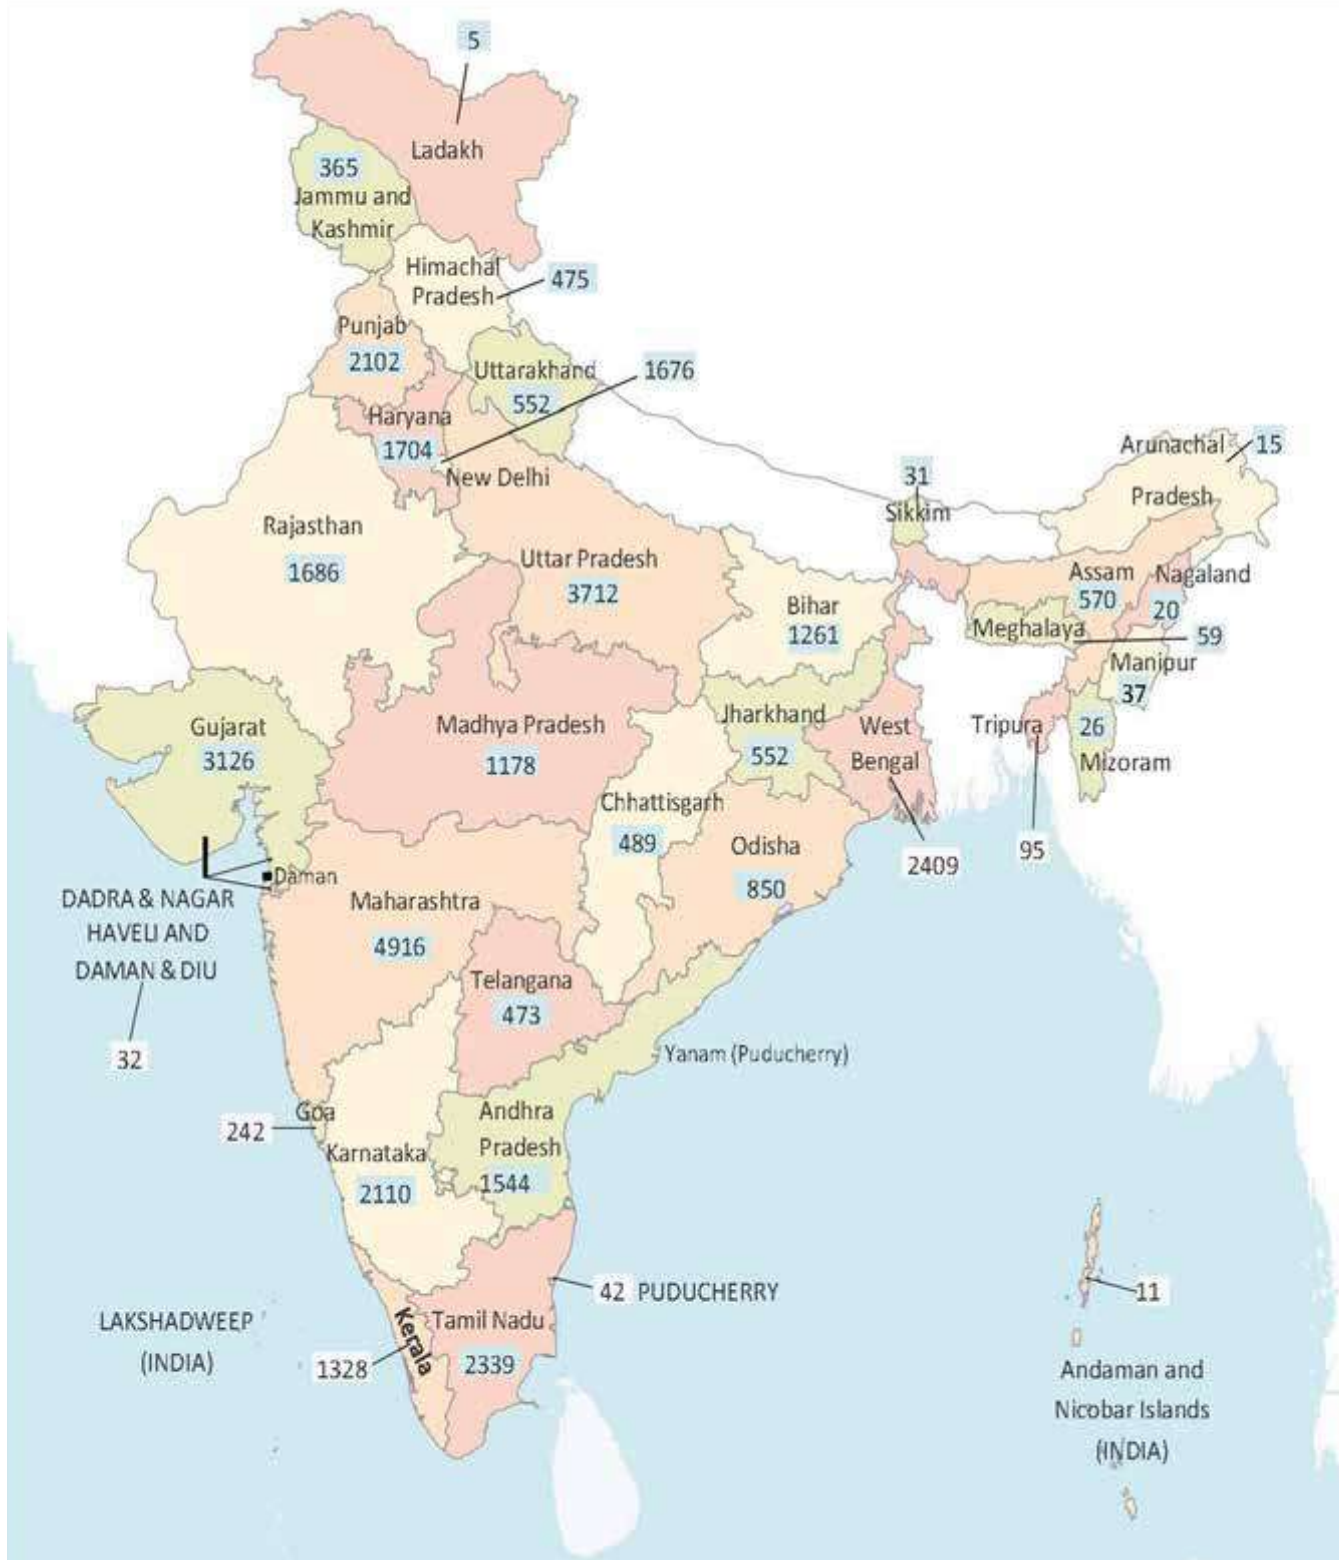 5
Ladakh
365
Jammu and
Kashmir
Himachal
Pradesh
475
Punjab
2102
Uttarakhand
552
1676
Haryana
1704
New Delhi
Arunachal
15
Pradesh
31
Sikkim
Rajasthan
1686
Uttar Pradesh
3712
Bihar
1261
Assam
570
Nagaland
20
Meghalaya
59
Manipur
37
Gujarat
3126
Madhya Pradesh
1178
Jharkhand
552
West
Bengal
2409
Tripura
95
26
Mizoram
Chhattisgarh
489
Odisha
850
Daman
DADRA & NAGAR
HAVELI AND
DAMAN & DIU
32
Maharashtra
4916
Telangana
473
Yanam (Puducherry)
Goa
242
Karnataka
2110
Andhra
Pradesh
1544
42 PUDUCHERRY
11
LAKSHADWEEP
(INDIA)
Kerala
1328
Tamil Nadu
2339
Andaman and
Nicobar Islands
(INDIA)